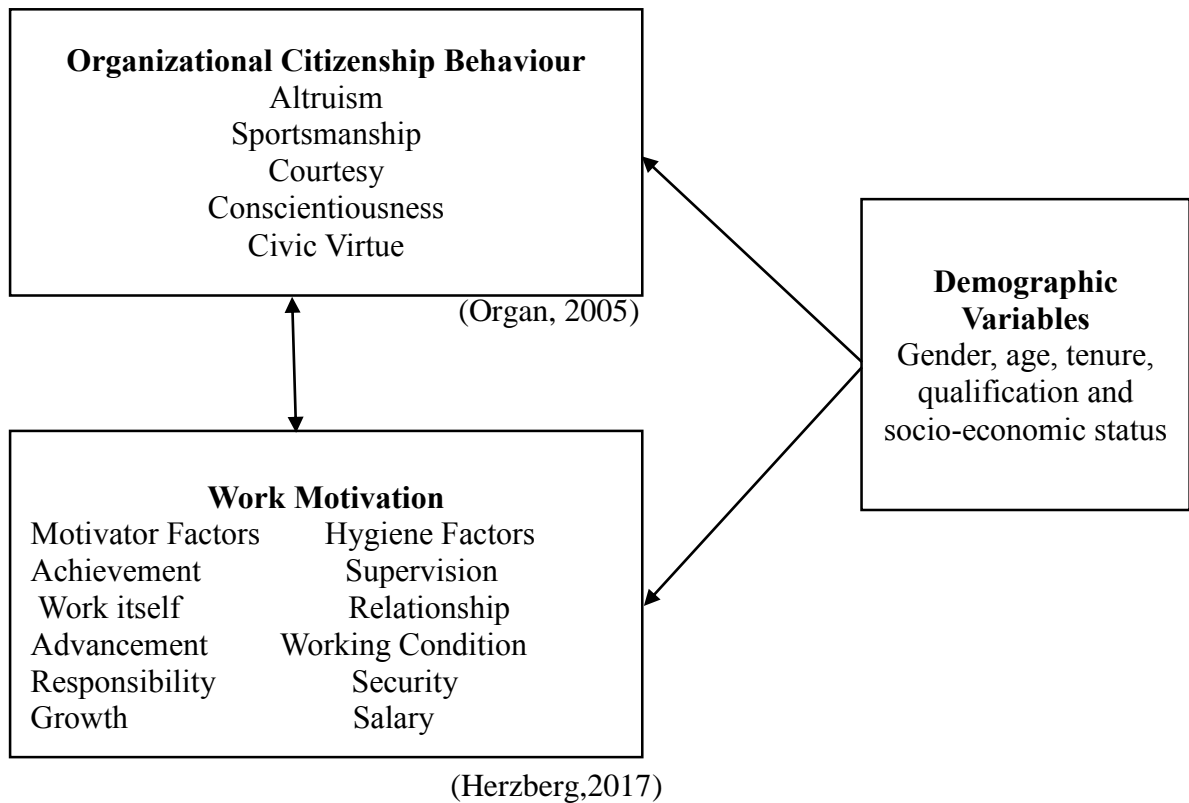 Organizational Citizenship Behaviour
Altruism
Sportsmanship
Courtesy
Conscientiousness
Civic Virtue
(Organ, 2005)
Demographic
Variables
Gender, age, tenure,
qualification and
socio-economic status
Work Motivation
Motivator Factors Hygiene Factors
Achievement Supervision
Work itself Relationship
Advancement Working Condition
Responsibility Security
Growth Salary
(Herzberg,2017)